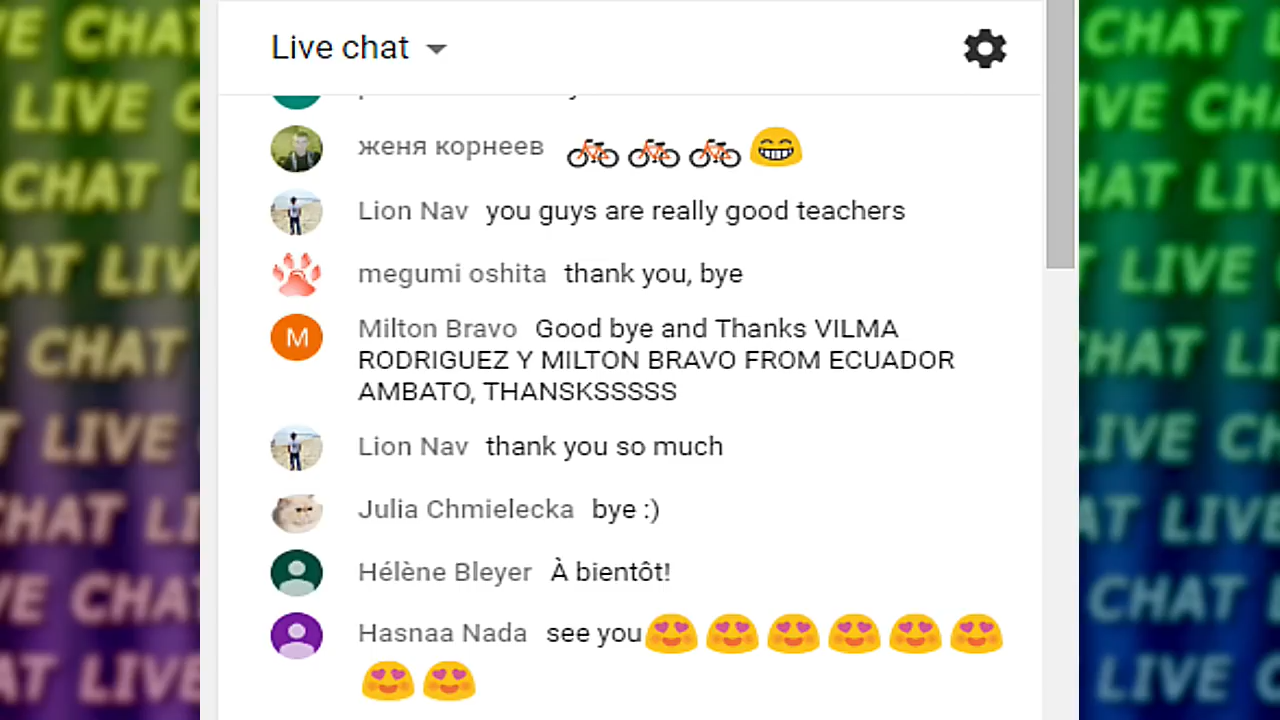 Live chat
женя корнеев 🚲🚲🚲😁
Lion Nav you guys are really good teachers
megumi oshita thank you, bye
M Milton Bravo Good bye and Thanks VILMA
RODRIGUEZ Y MILTON BRAVO FROM ECUADOR
AMBATO, THANSKSSSSS
Lion Nav thank you so much
Julia Chmielecka bye :)
Hélène Bleyer À bientôt!
Hasnaa Nada see you😍😍😍😍😍😍
😍😍
LIVE CHAT
LIVE CHAT
LIVE CHAT
LIVE CHAT
LIVE CHAT
LIVE CHAT
LIVE CHAT